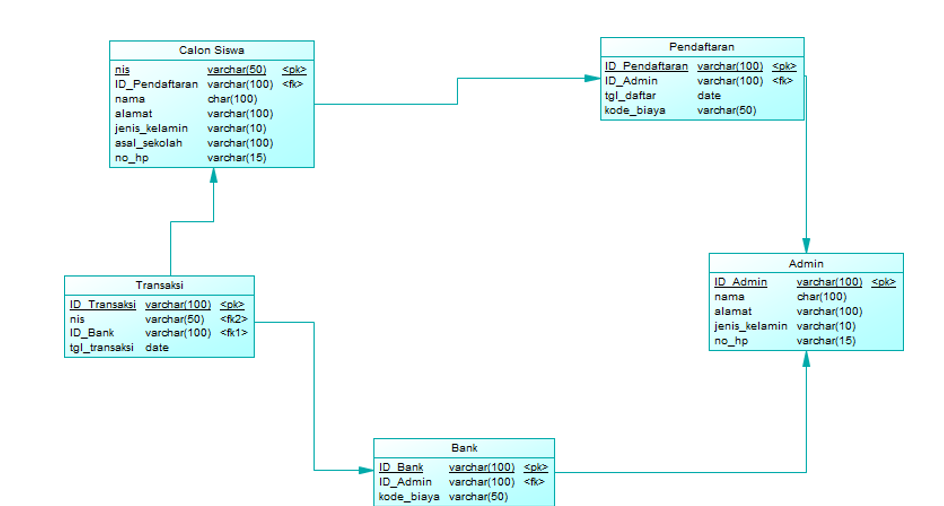 Calon Siswa
nis varchar(50) <pk>
ID_Pendaftaran varchar(100) <fk>
nama char(100)
alamat varchar(100)
jenis_kelamin varchar(10)
asal_sekolah varchar(100)
no_hp varchar(15)
Pendaftaran
ID_Pendaftaran varchar(100) <pk>
ID_Admin varchar(100) <fk>
tgl_daftar date
kode_biaya varchar(50)
Transaksi
ID_Transaksi varchar(100) <pk>
nis varchar(50) <fk2>
ID_Bank varchar(100) <fk1>
tgl_transaksi date
Admin
ID_Admin varchar(100) <pk>
nama char(100)
alamat varchar(100)
jenis_kelamin varchar(10)
no_hp varchar(15)
Bank
ID_Bank varchar(100) <pk>
ID_Admin varchar(100) <fk>
kode_biaya varchar(50)